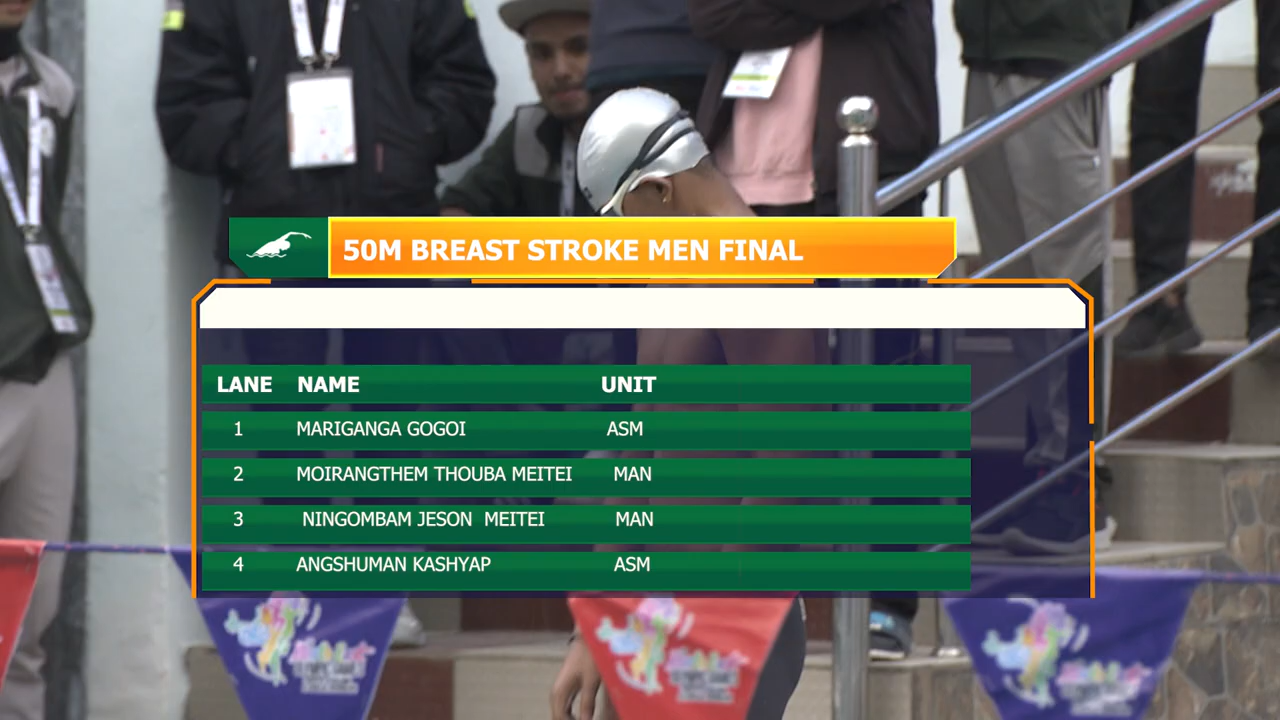 50M BREAST STROKE MEN FINAL
LANE NAME UNIT
1 MARIGANGA GOGOI ASM
2 MOIRANGTHEM THOUBA MEITEI MAN
3 NINGOMBAM JESON MEITEI MAN
4 ANGSHUMAN KASHYAP ASM